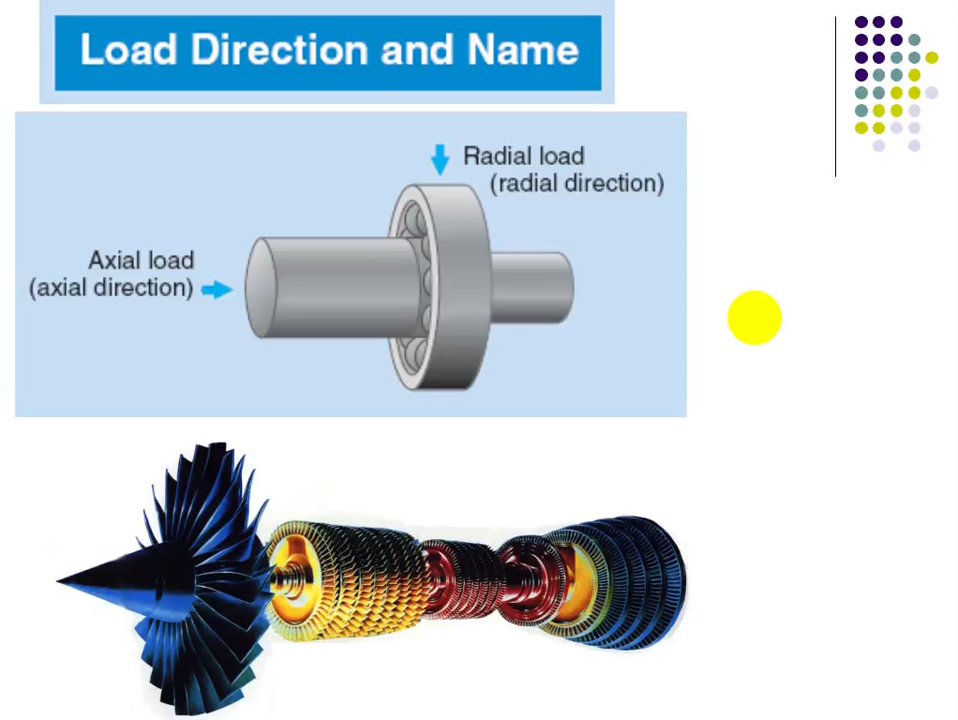 Load Direction and Name
Radial load
(radial direction)
Axial load
(axial direction)